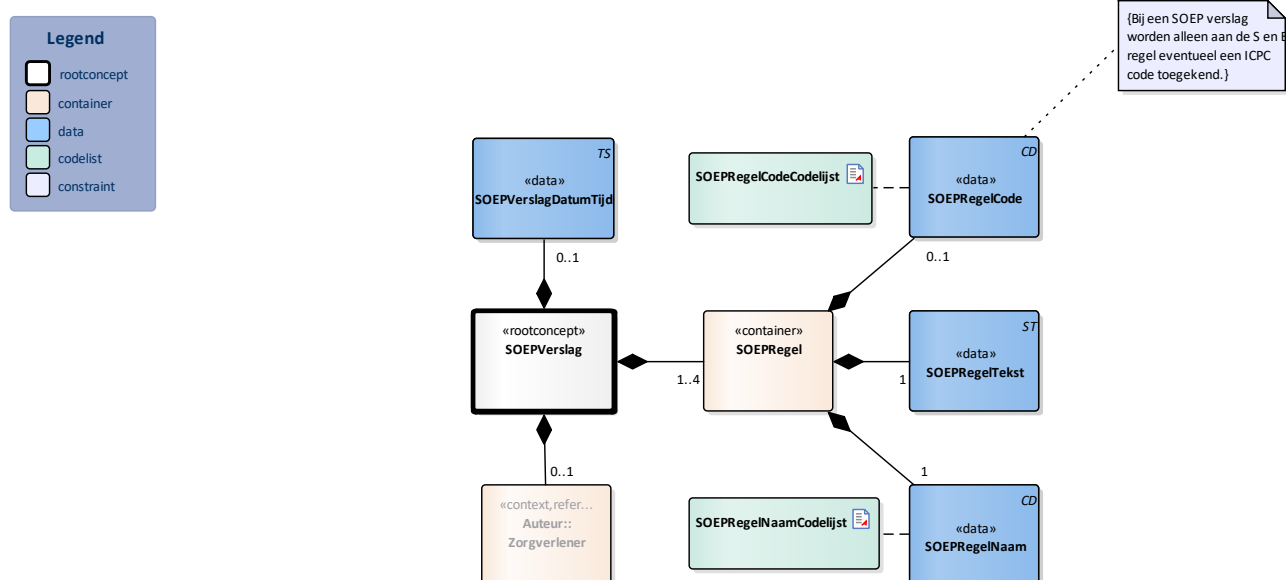 Legend
rootconcept
container
data
codelist
constraint
{Bij een SOEP verslag
worden alleen aan de S en E
regel eventueel een ICPC
code toegekend.}
TS
«data»
SOEPVerslagDatumTijd
SOEPRegelCodeCodelijst
CD
«data»
SOEPRegelCode
0..1
0..1
«rootconcept»
SOEPVerslag
«container»
SOEPRegel
ST
«data»
SOEPRegelTekst
1..4
1
0..1
1
«context,refer...
Auteur::
Zorgverlener
SOEPRegelNaamCodelijst
CD
«data»
SOEPRegelNaam